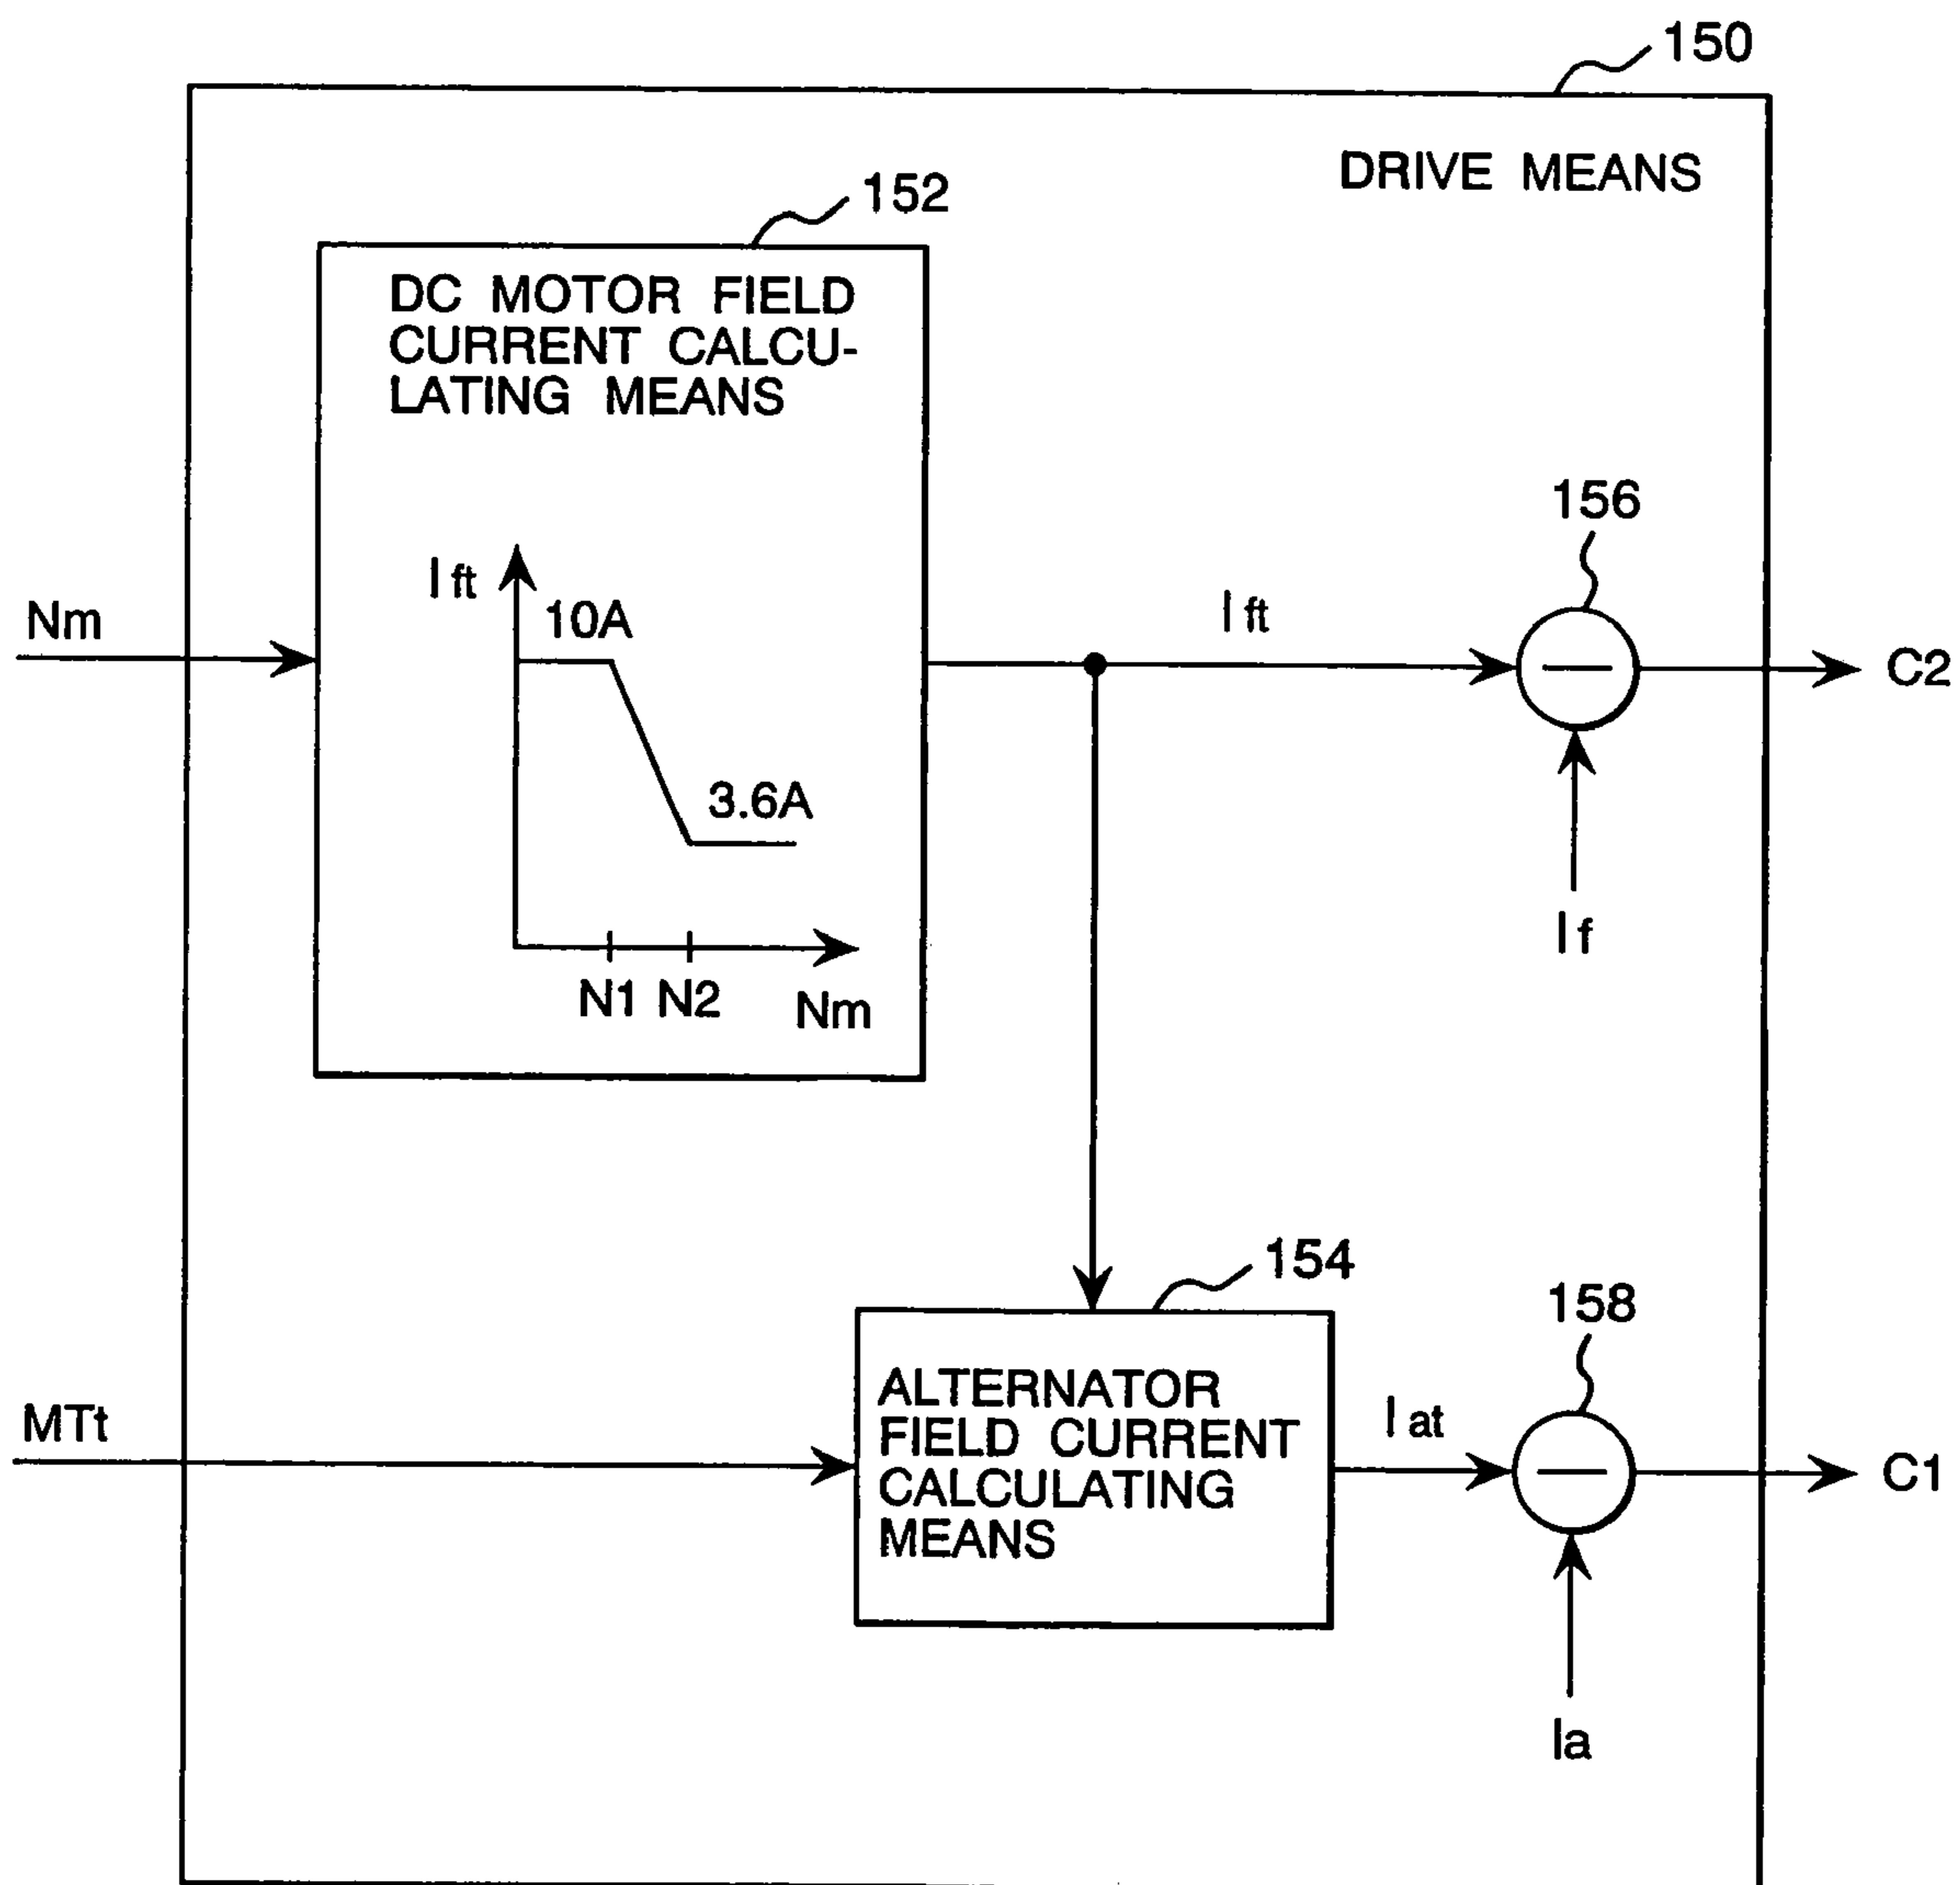 150
DRIVE MEANS
152
DC MOTOR FIELD
CURRENT CALCU-
LATING MEANS
Ift
10A
3.6A
N1 N2
Nm
Nm
Ift
156
C2
If
154
ALTERNATOR
FIELD CURRENT
CALCULATING
MEANS
MTt
Iat
158
C1
Ia